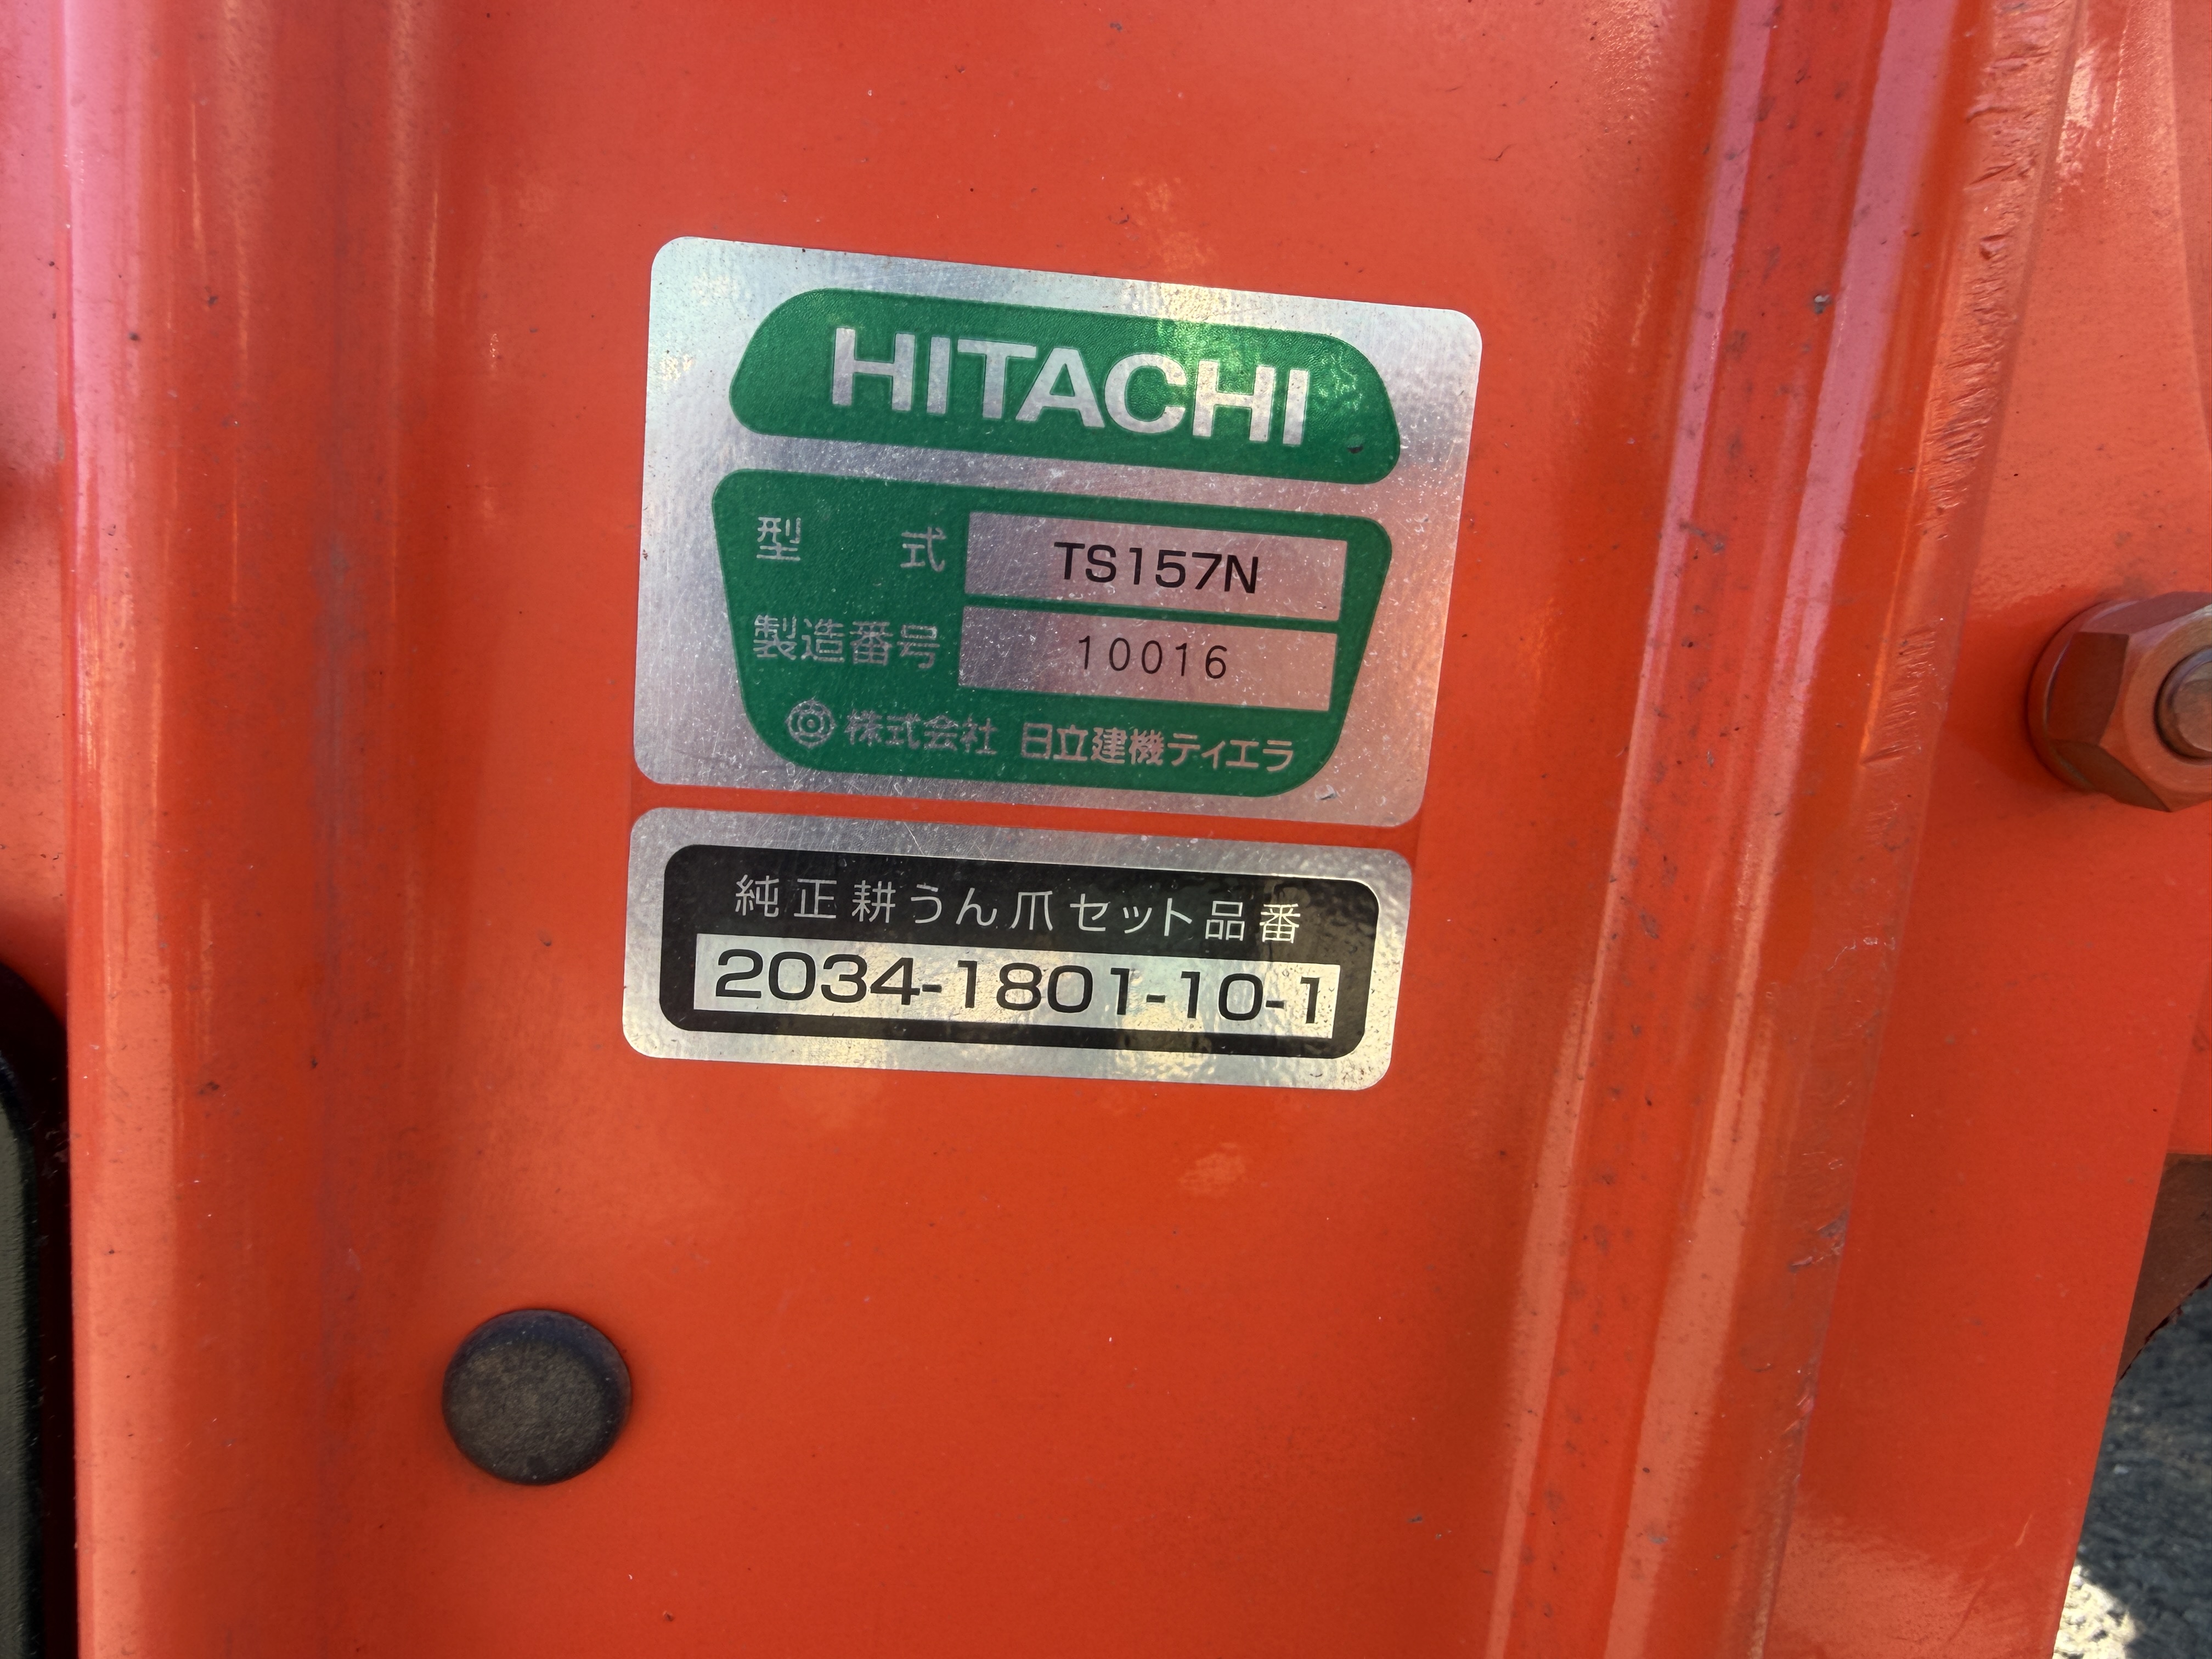 HITACHI
型式 TS157N
製造番号 10016
株式会社 日立建機ティエラ
純正耕うん爪セット品番
2034-1801-10-1